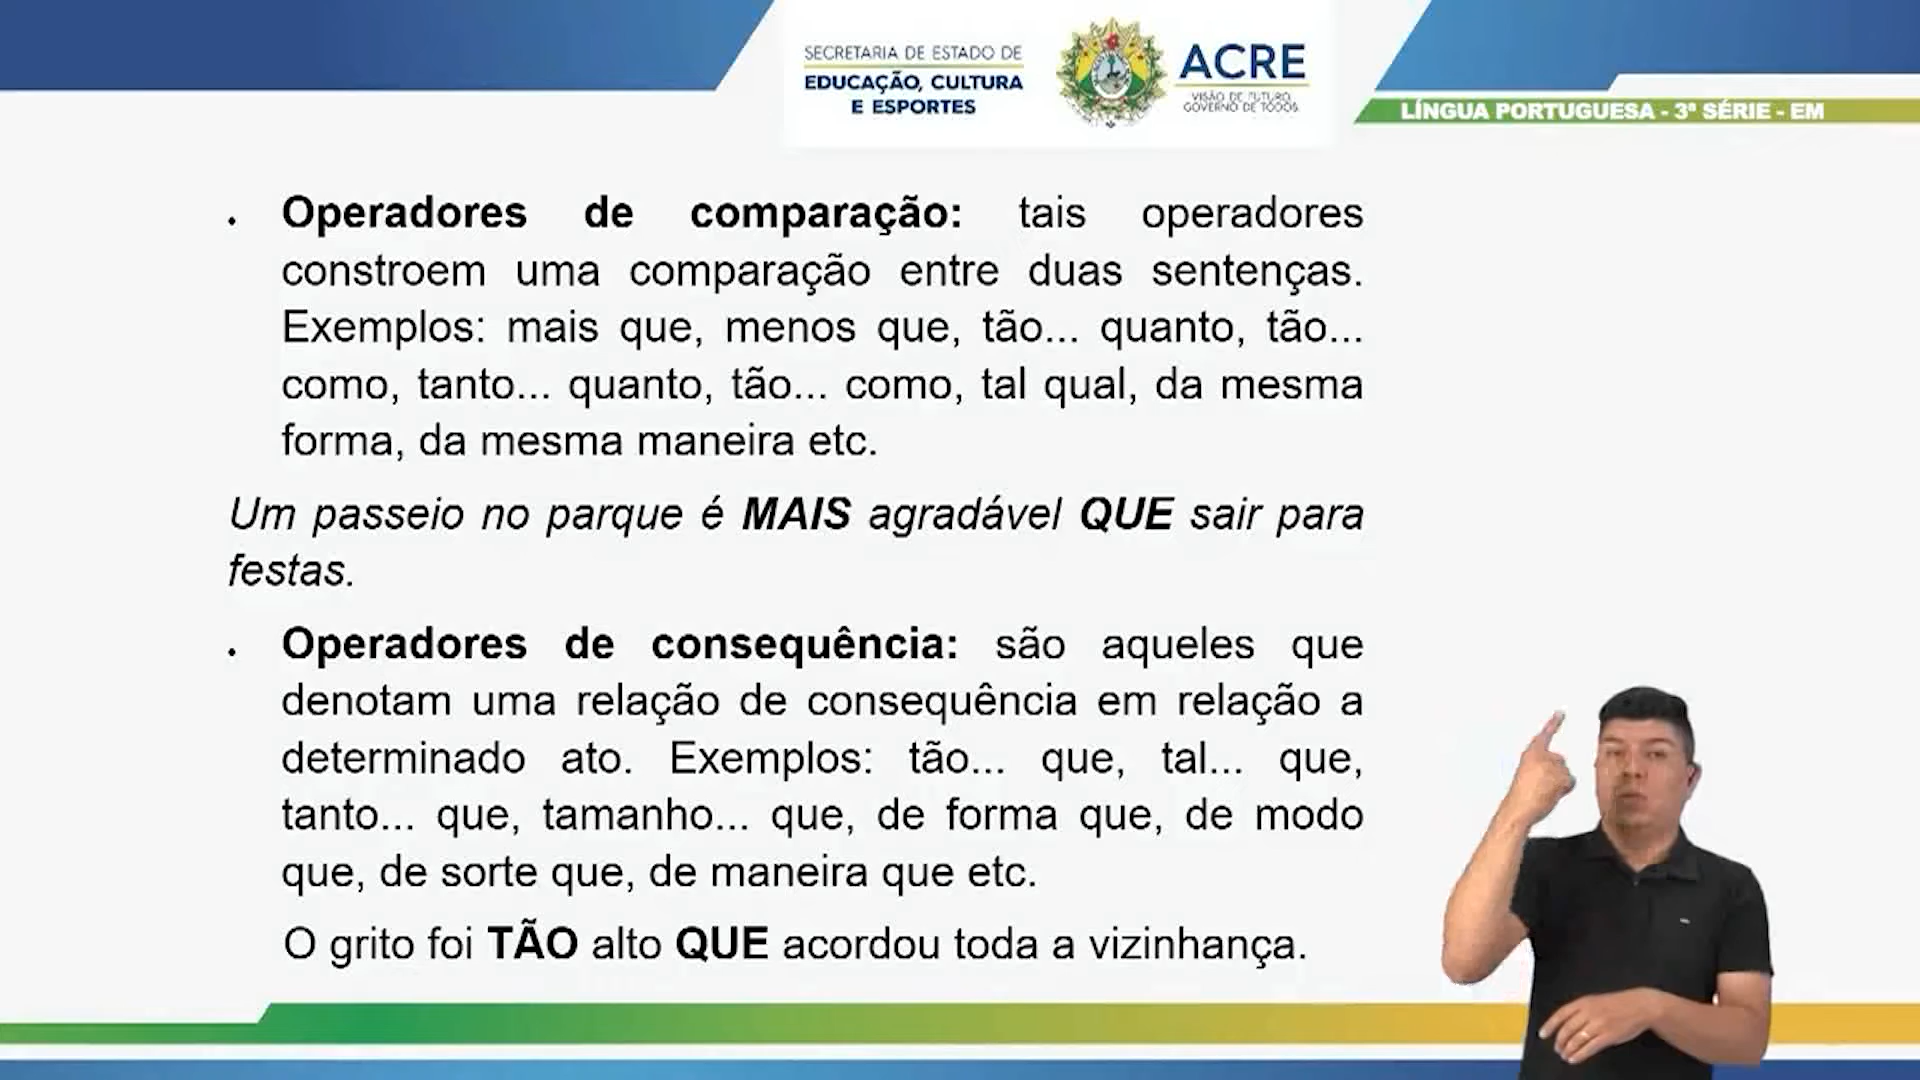 SECRETARIA DE ESTADO DE
EDUCAÇÃO, CULTURA
E ESPORTES
ACRE
VISÃO DE FUTURO,
GOVERNO DE TODOS
LÍNGUA PORTUGUESA - 3ª SÉRIE - EM
• Operadores de comparação: tais operadores
constroem uma comparação entre duas sentenças.
Exemplos: mais que, menos que, tão... quanto, tão...
como, tanto... quanto, tão... como, tal qual, da mesma
forma, da mesma maneira etc.
Um passeio no parque é MAIS agradável QUE sair para
festas.
• Operadores de consequência: são aqueles que
denotam uma relação de consequência em relação a
determinado ato. Exemplos: tão... que, tal... que,
tanto... que, tamanho... que, de forma que, de modo
que, de sorte que, de maneira que etc.
O grito foi TÃO alto QUE acordou toda a vizinhança.